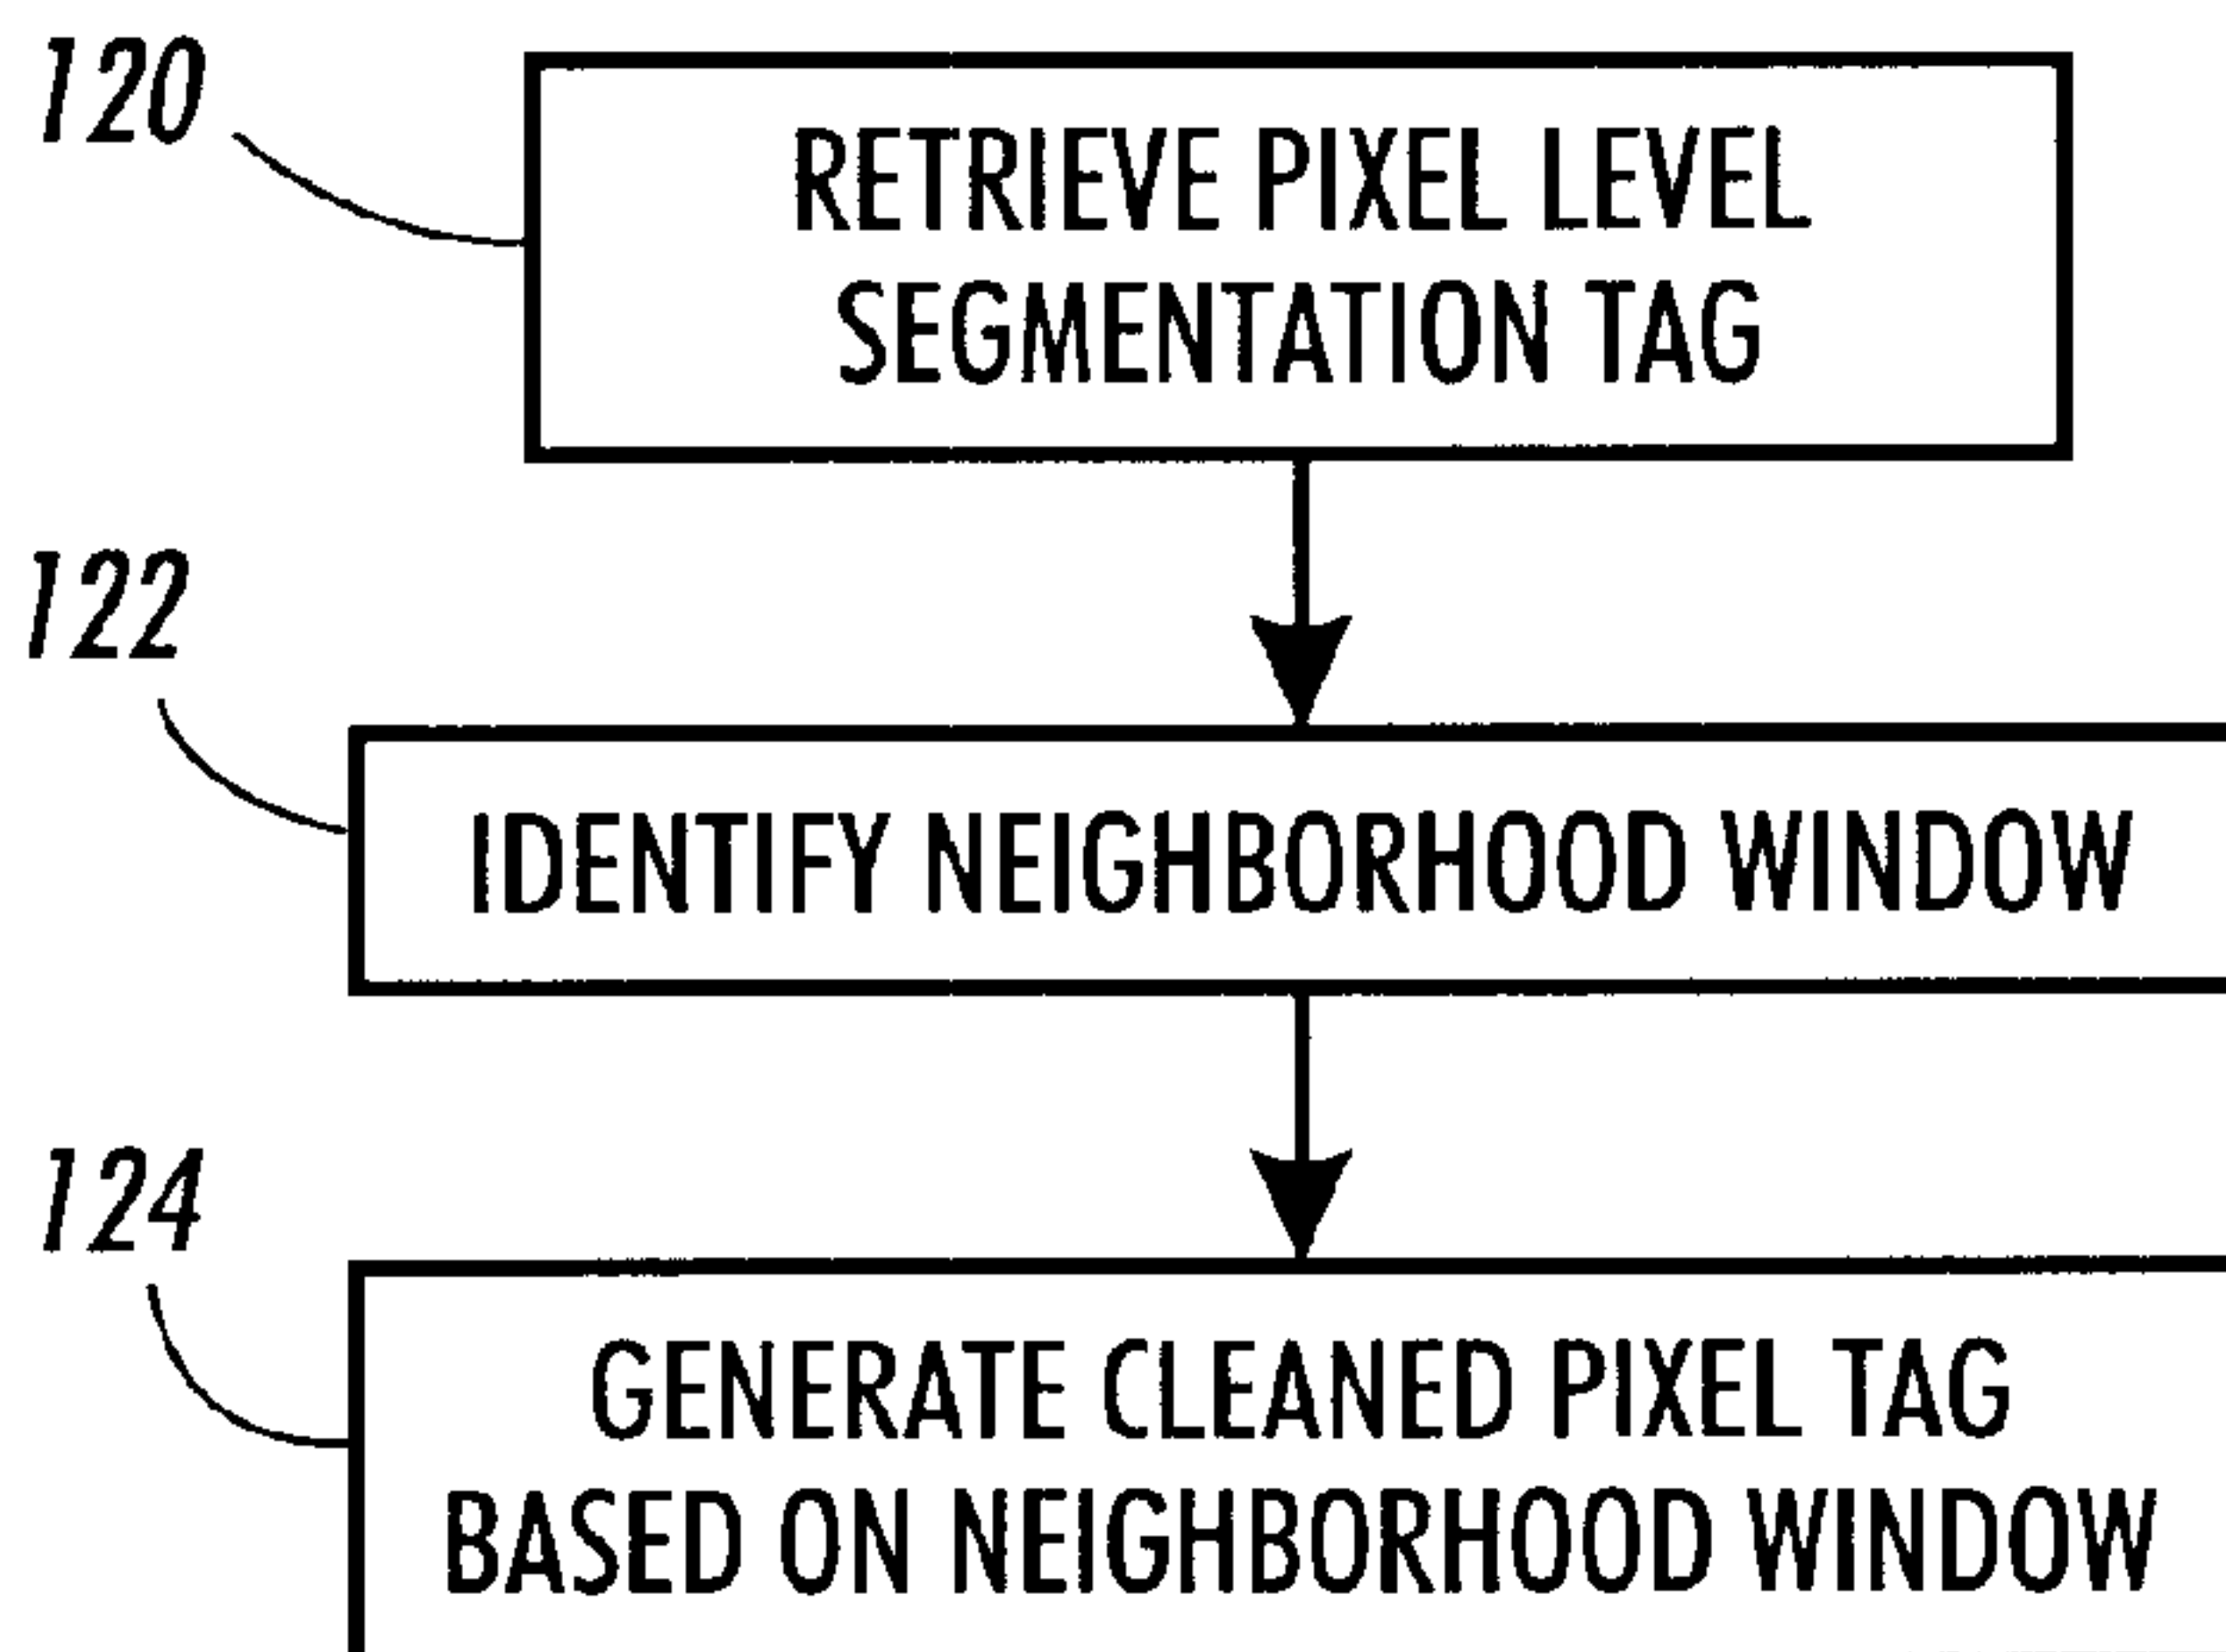 120
RETRIEVE PIXEL LEVEL
SEGMENTATION TAG
122
IDENTIFY NEIGHBORHOOD WINDOW
124
GENERATE CLEANED PIXEL TAG
BASED ON NEIGHBORHOOD WINDOW